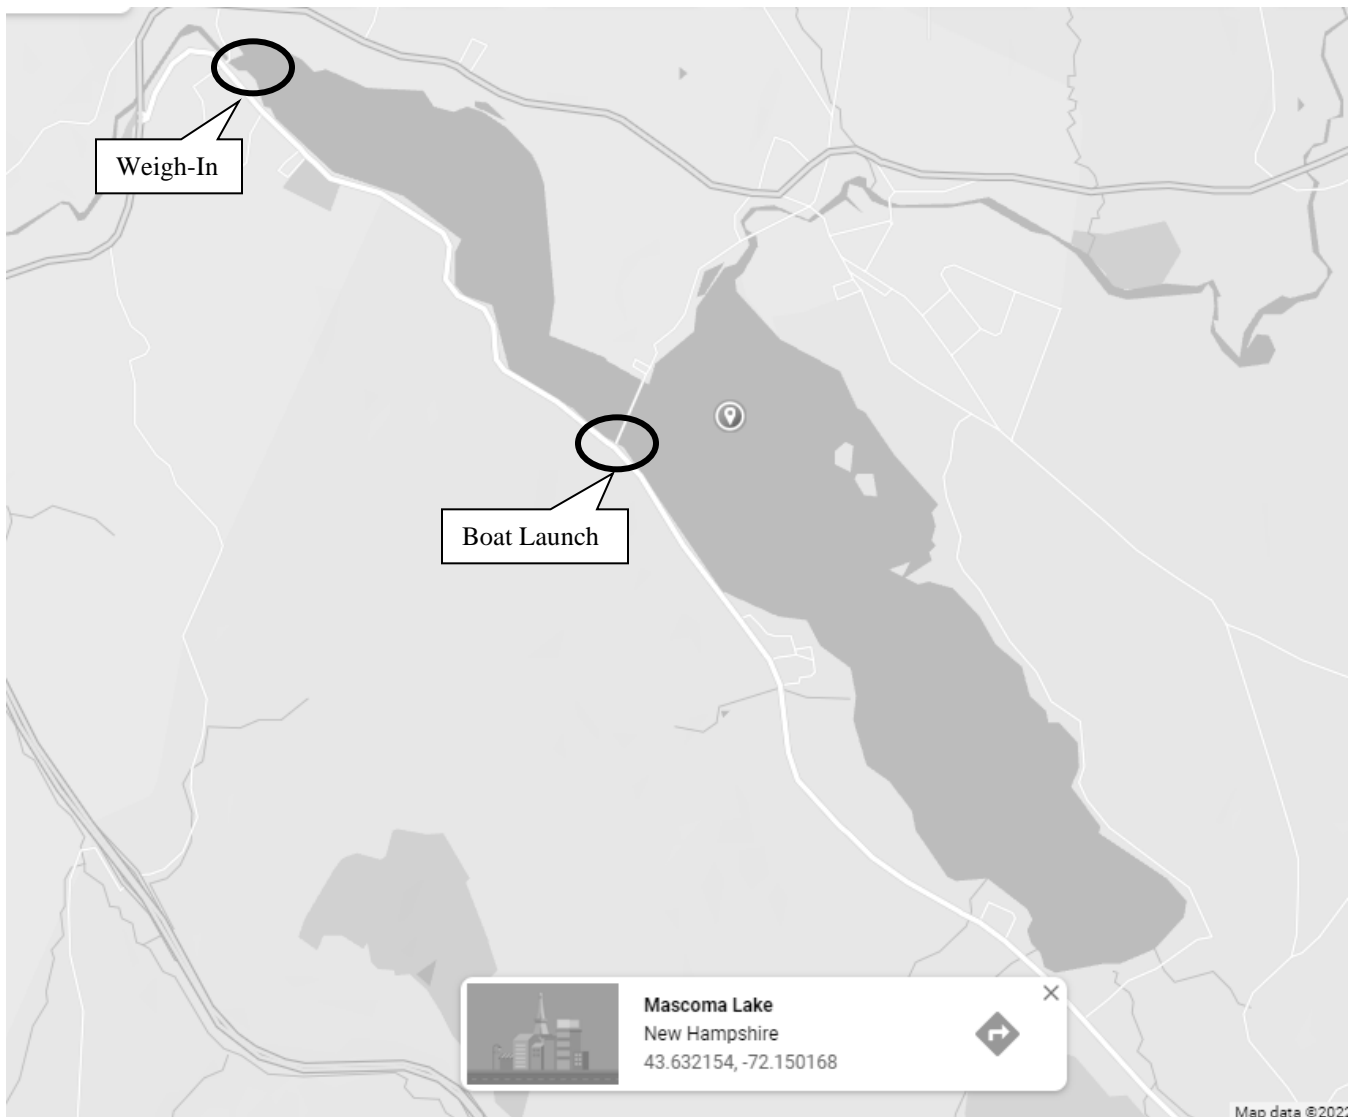 Weigh-In
Boat Launch
Mascoma Lake
New Hampshire
43.632154, -72.150168
Map data ©2022